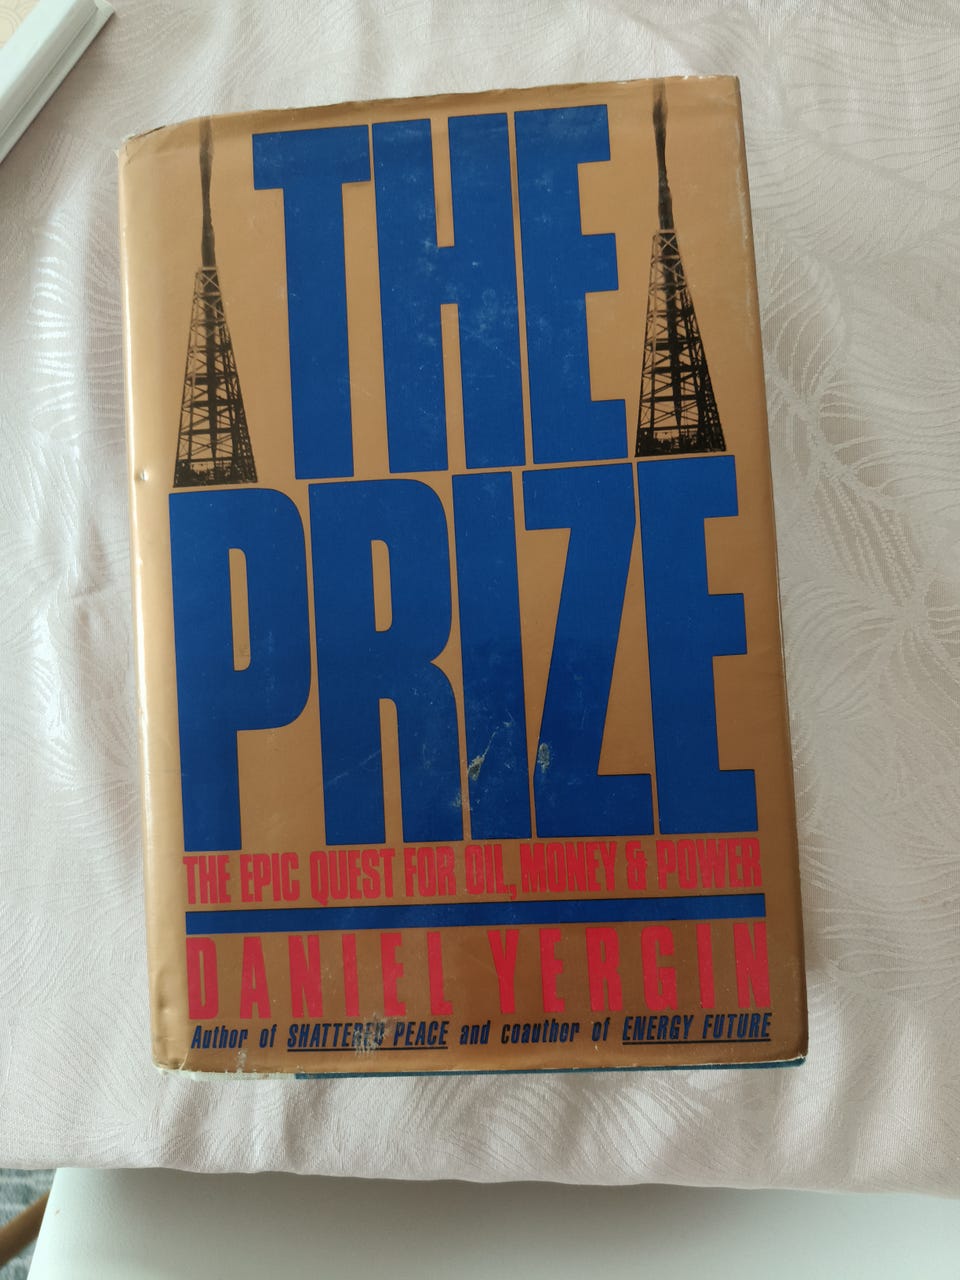 THE
PRIZE
THE EPIC QUEST FOR OIL, MONEY & POWER
DANIEL YERGIN
Author of SHATTERED PEACE and coauther of ENERGY FUTURE